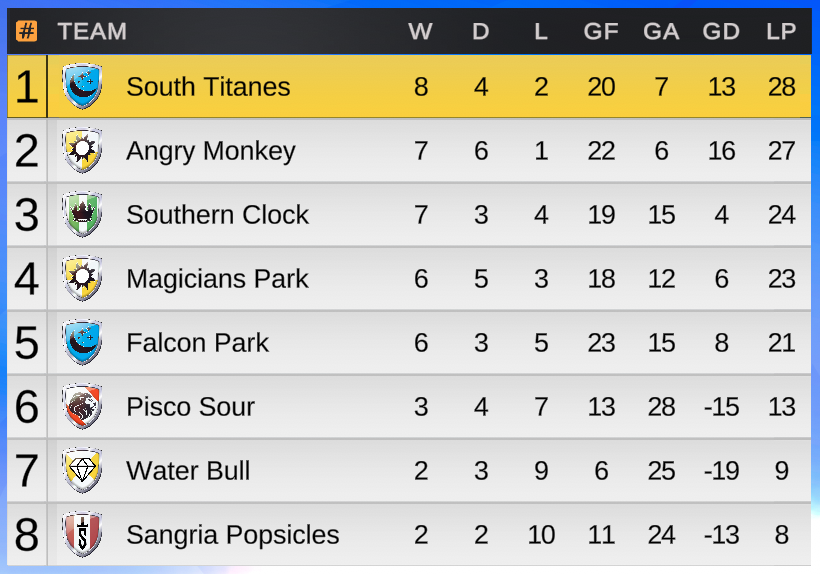 # TEAM W D L GF GA GD LP
1 South Titanes 8 4 2 20 7 13 28
2 Angry Monkey 7 6 1 22 6 16 27
3 Southern Clock 7 3 4 19 15 4 24
4 Magicians Park 6 5 3 18 12 6 23
5 Falcon Park 6 3 5 23 15 8 21
6 Pisco Sour 3 4 7 13 28 -15 13
7 Water Bull 2 3 9 6 25 -19 9
8 Sangria Popsicles 2 2 10 11 24 -13 8